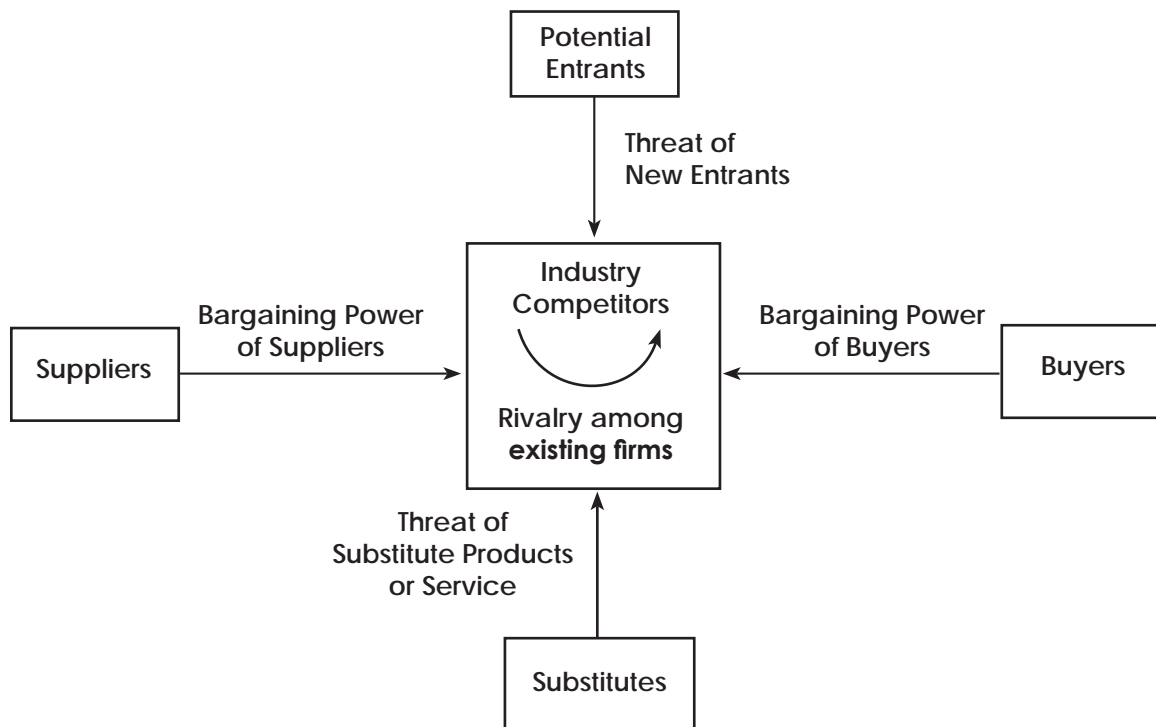 Potential
Entrants
Threat of
New Entrants
Industry
Competitors
Bargaining Power
of Suppliers
Bargaining Power
of Buyers
Suppliers
Buyers
Rivalry among
existing firms
Threat of
Substitute Products
or Service
Substitutes